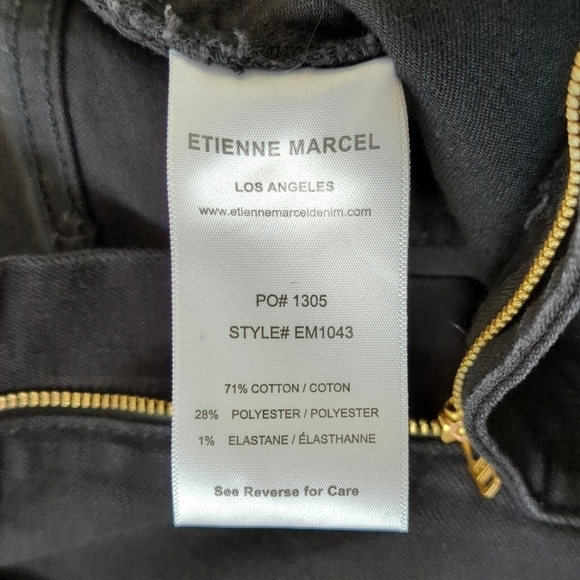 ETIENNE MARCEL
LOS ANGELES
www.etiennemarceldenim.com
PO# 1305
STYLE# EM1043
71% COTTON / COTON
28% POLYESTER / POLYESTER
1% ELASTANE / ÉLASTHANNE
See Reverse for Care